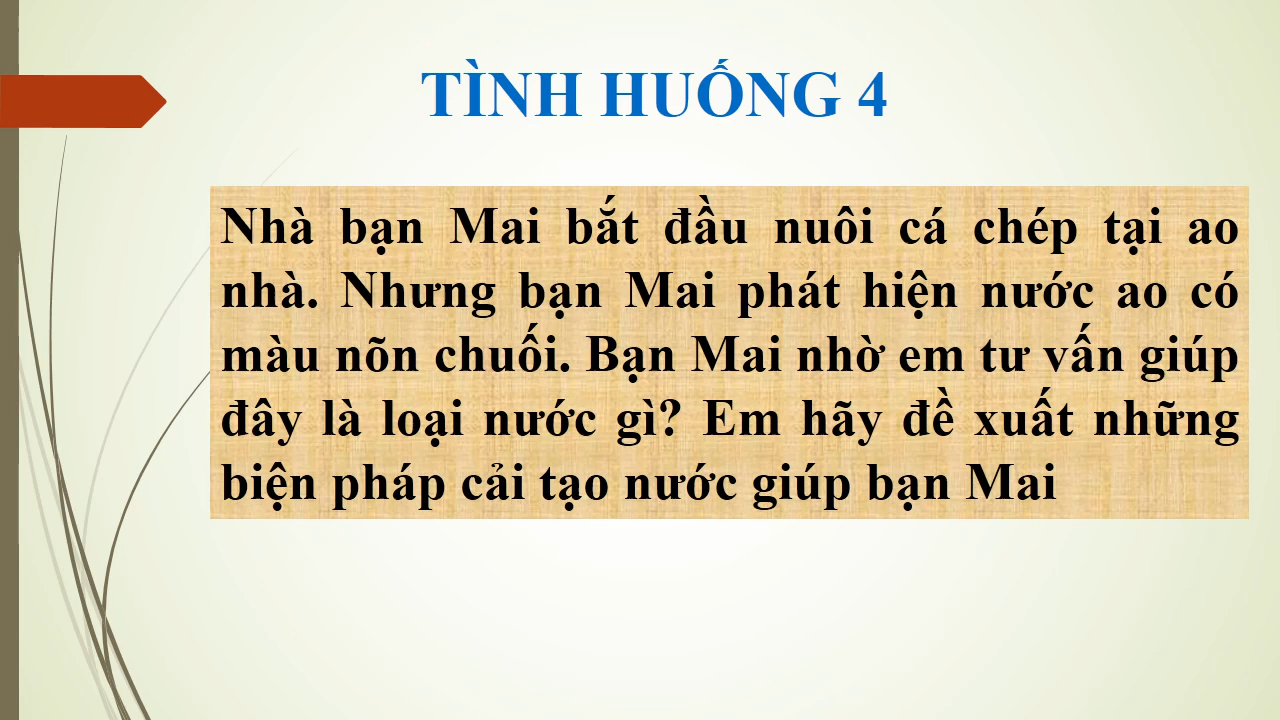 TÌNH HUỐNG 4
Nhà bạn Mai bắt đầu nuôi cá chép tại ao
nhà. Nhưng bạn Mai phát hiện nước ao có
màu nõn chuối. Bạn Mai nhờ em tư vấn giúp
đây là loại nước gì? Em hãy đề xuất những
biện pháp cải tạo nước giúp bạn Mai